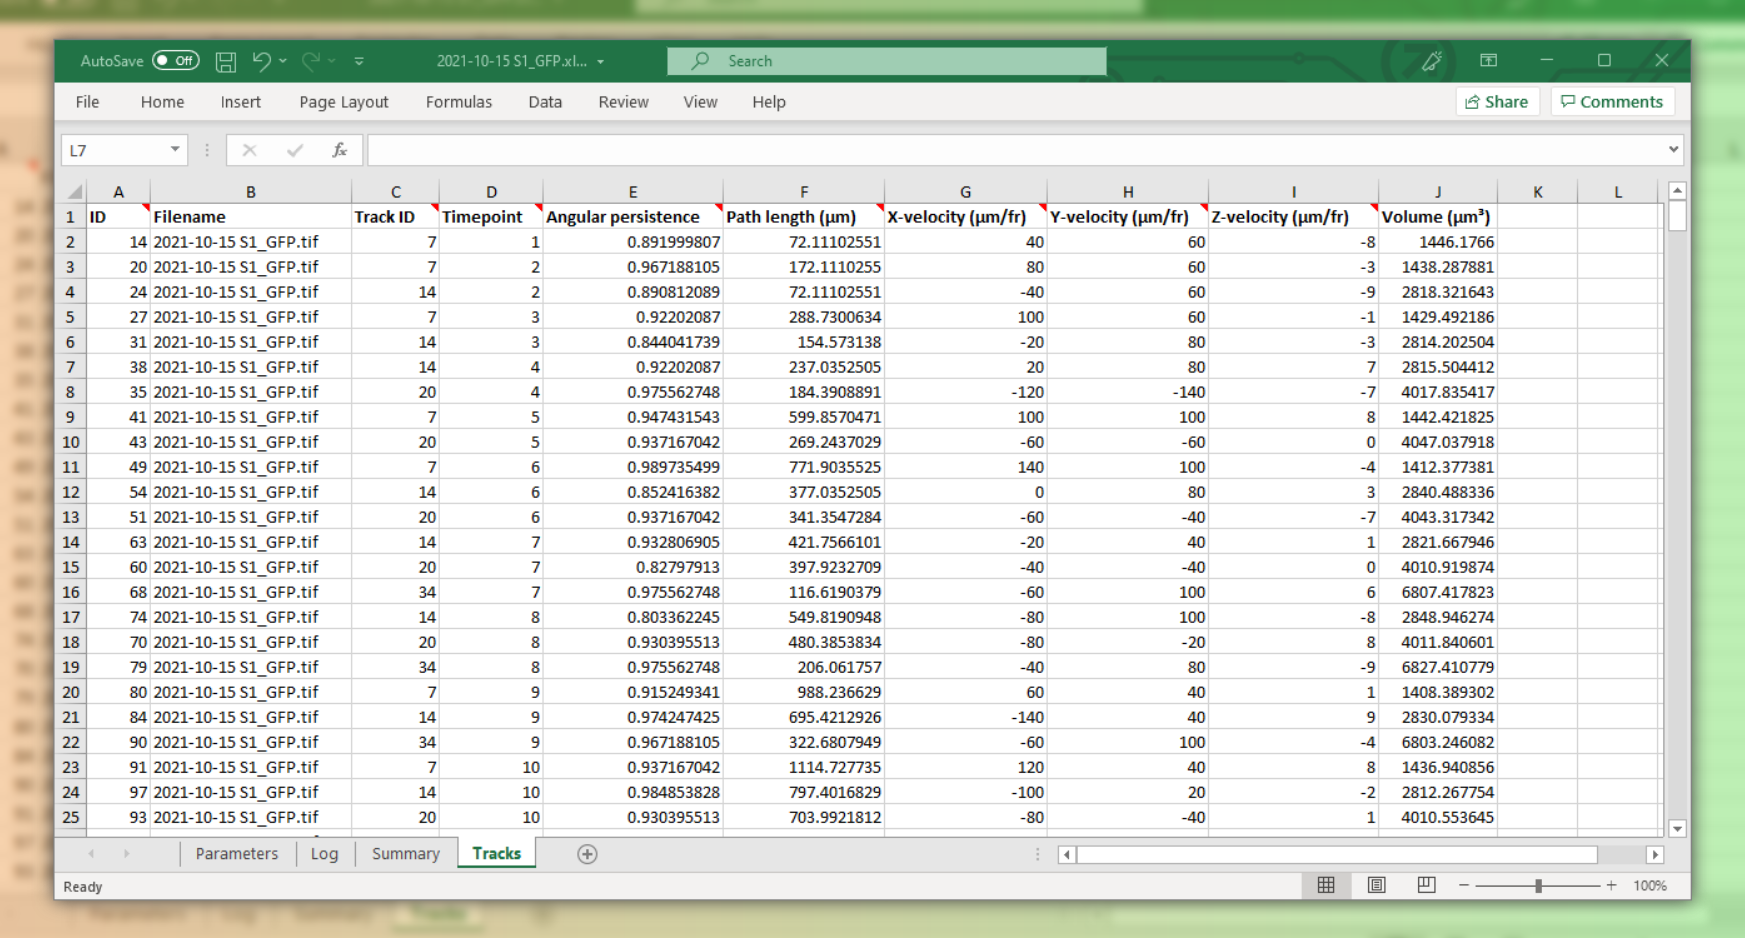 AutoSave Off 2021-10-15 S1_GFP.xl... Search
File Home Insert Page Layout Formulas Data Review View Help Share Comments
L7 fx
A B C D E F G H I J K L
1 ID Filename Track ID Timepoint Angular persistence Path length (µm) X-velocity (µm/fr) Y-velocity (µm/fr) Z-velocity (µm/fr) Volume (µm³)
2 14 2021-10-15 S1_GFP.tif 7 1 0.891999807 72.11102551 40 60 -8 1446.1766
3 20 2021-10-15 S1_GFP.tif 7 2 0.967188105 172.1110255 80 60 -3 1438.287881
4 24 2021-10-15 S1_GFP.tif 14 2 0.890812089 72.11102551 -40 60 -9 2818.321643
5 27 2021-10-15 S1_GFP.tif 7 3 0.92202087 288.7300634 100 60 -1 1429.492186
6 31 2021-10-15 S1_GFP.tif 14 3 0.844041739 154.573138 -20 80 -3 2814.202504
7 38 2021-10-15 S1_GFP.tif 14 4 0.92202087 237.0352505 20 80 7 2815.504412
8 35 2021-10-15 S1_GFP.tif 20 4 0.975562748 184.3908891 -120 -140 -7 4017.835417
9 41 2021-10-15 S1_GFP.tif 7 5 0.947431543 599.8570471 100 100 8 1442.421825
10 43 2021-10-15 S1_GFP.tif 20 5 0.937167042 269.2437029 -60 -60 0 4047.037918
11 49 2021-10-15 S1_GFP.tif 7 6 0.989735499 771.9035525 140 100 -4 1412.377381
12 54 2021-10-15 S1_GFP.tif 14 6 0.852416382 377.0352505 0 80 3 2840.488336
13 51 2021-10-15 S1_GFP.tif 20 6 0.937167042 341.3547284 -60 -40 -7 4043.317342
14 63 2021-10-15 S1_GFP.tif 14 7 0.932806905 421.7566101 -20 40 1 2821.667946
15 60 2021-10-15 S1_GFP.tif 20 7 0.82797913 397.9232709 -40 -40 0 4010.919874
16 68 2021-10-15 S1_GFP.tif 34 7 0.975562748 116.6190379 -60 100 6 6807.417823
17 74 2021-10-15 S1_GFP.tif 14 8 0.803362245 549.8190948 -80 100 -8 2848.946274
18 70 2021-10-15 S1_GFP.tif 20 8 0.930395513 480.3853834 -80 -20 8 4011.840601
19 79 2021-10-15 S1_GFP.tif 34 8 0.975562748 206.061757 -40 80 -9 6827.410779
20 80 2021-10-15 S1_GFP.tif 7 9 0.915249341 988.236629 60 40 1 1408.389302
21 84 2021-10-15 S1_GFP.tif 14 9 0.974247425 695.4212926 -140 40 9 2830.079334
22 90 2021-10-15 S1_GFP.tif 34 9 0.967188105 322.6807949 -60 100 -4 6803.246082
23 91 2021-10-15 S1_GFP.tif 7 10 0.937167042 1114.727735 120 40 8 1436.940856
24 97 2021-10-15 S1_GFP.tif 14 10 0.984853828 797.4016829 -100 20 -2 2812.267754
25 93 2021-10-15 S1_GFP.tif 20 10 0.930395513 703.9921812 -80 -40 1 4010.553645
Parameters Log Summary Tracks
Ready 100%